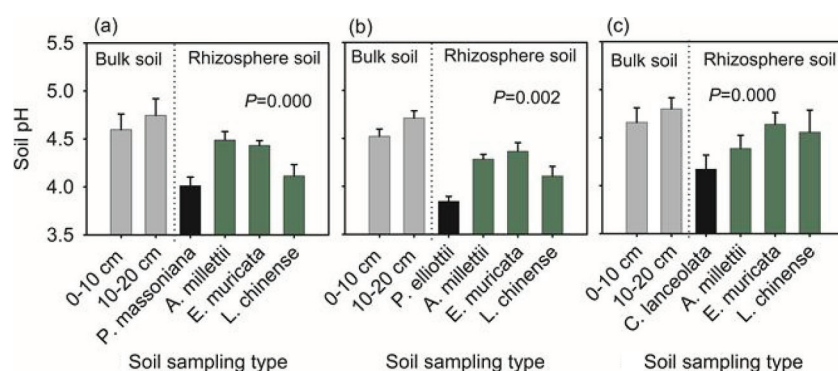 (a)
(b)
(c)
Soil pH
5.5
5.0
4.5
4.0
3.5
Bulk soil
Rhizosphere soil
P=0.000
Bulk soil
Rhizosphere soil
P=0.002
Bulk soil
Rhizosphere soil
P=0.000
0-10 cm
10-20 cm
P. massoniana
A. millettii
E. muricata
L. chinense
0-10 cm
10-20 cm
P. elliottii
A. millettii
E. muricata
L. chinense
0-10 cm
10-20 cm
C. lanceolata
A. millettii
E. muricata
L. chinense
Soil sampling type
Soil sampling type
Soil sampling type